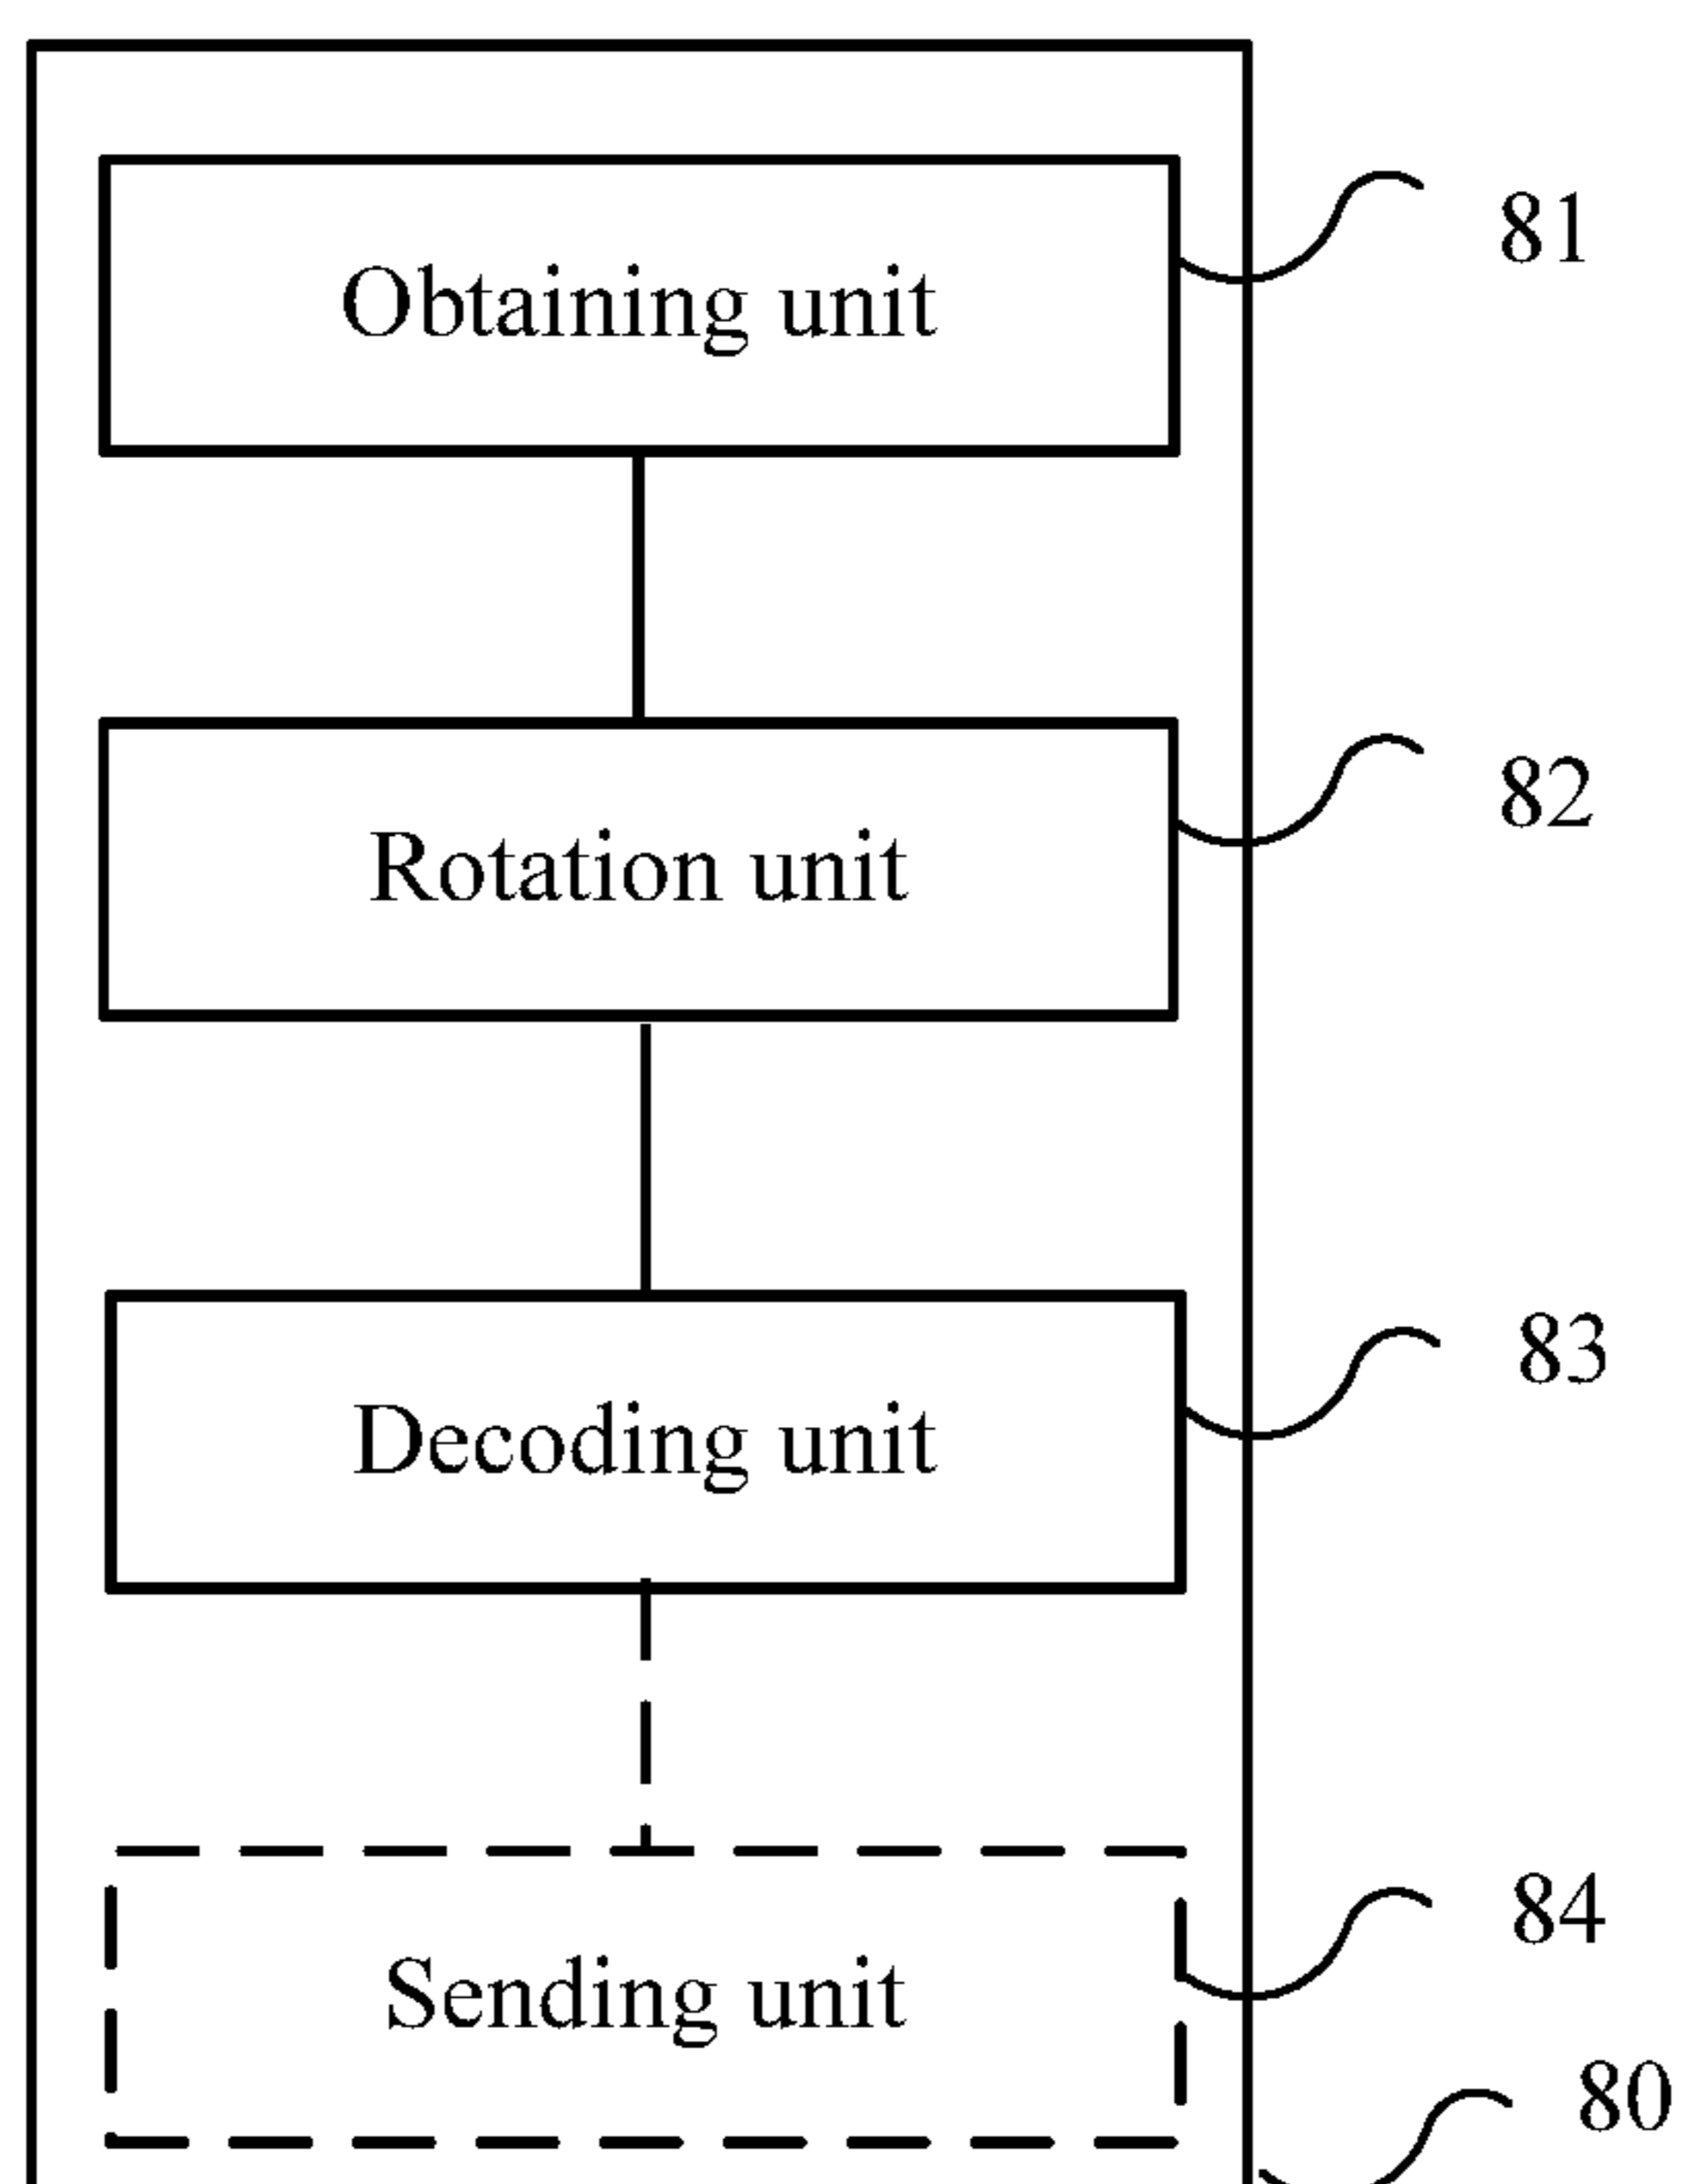 Obtaining unit
81
Rotation unit
82
Decoding unit
83
Sending unit
84
80